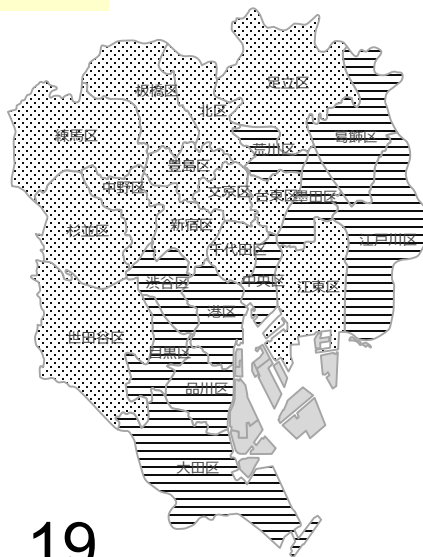 足立区
板橋区
北区
練馬区
葛飾区
荒川区
豊島区
中野区
文京区
台東区
墨田区
杉並区
新宿区
千代田区
江戸川区
渋谷区
中央区
江東区
港区
世田谷区
目黒区
品川区
大田区
19